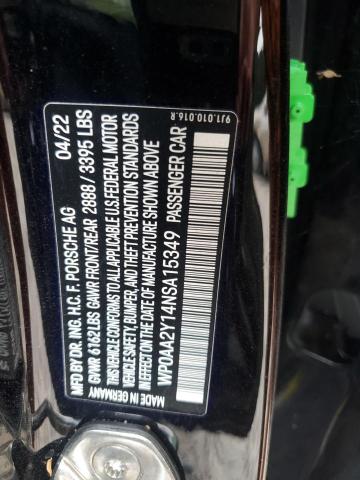 9J1.010.016.R
MFD BY DR. ING. H.C. F. PORSCHE AG 04/22
GVWR 6162 LBS GAWR FRONT/REAR 2888 / 3395 LBS
THIS VEHICLE CONFORMS TO ALL APPLICABLE U.S.FEDERAL MOTOR
VEHICLE SAFETY, BUMPER, AND THEFT PREVENTION STANDARDS
IN EFFECT ON THE DATE OF MANUFACTURE SHOWN ABOVE
WP0AA2Y14NSA15349 PASSENGER CAR
MADE IN GERMANY